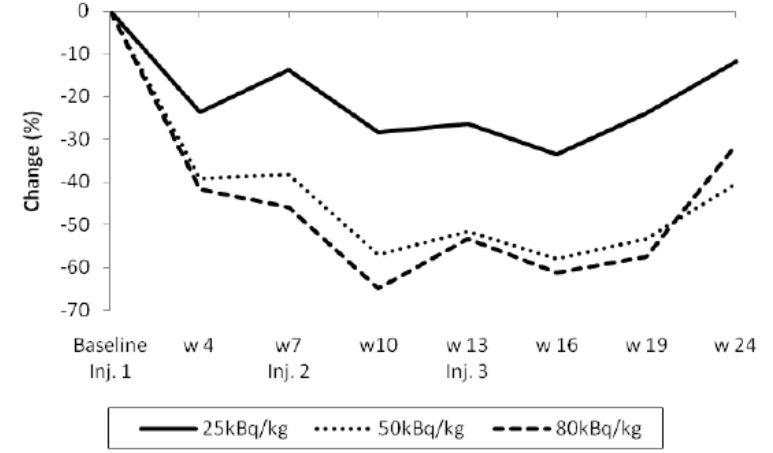 0
-10
-20
-30
-40
-50
-60
-70
Change (%)
Baseline w 4 w7 w10 w 13 w 16 w 19 w 24
Inj. 1 Inj. 2 Inj. 3
25kBq/kg 50kBq/kg 80kBq/kg